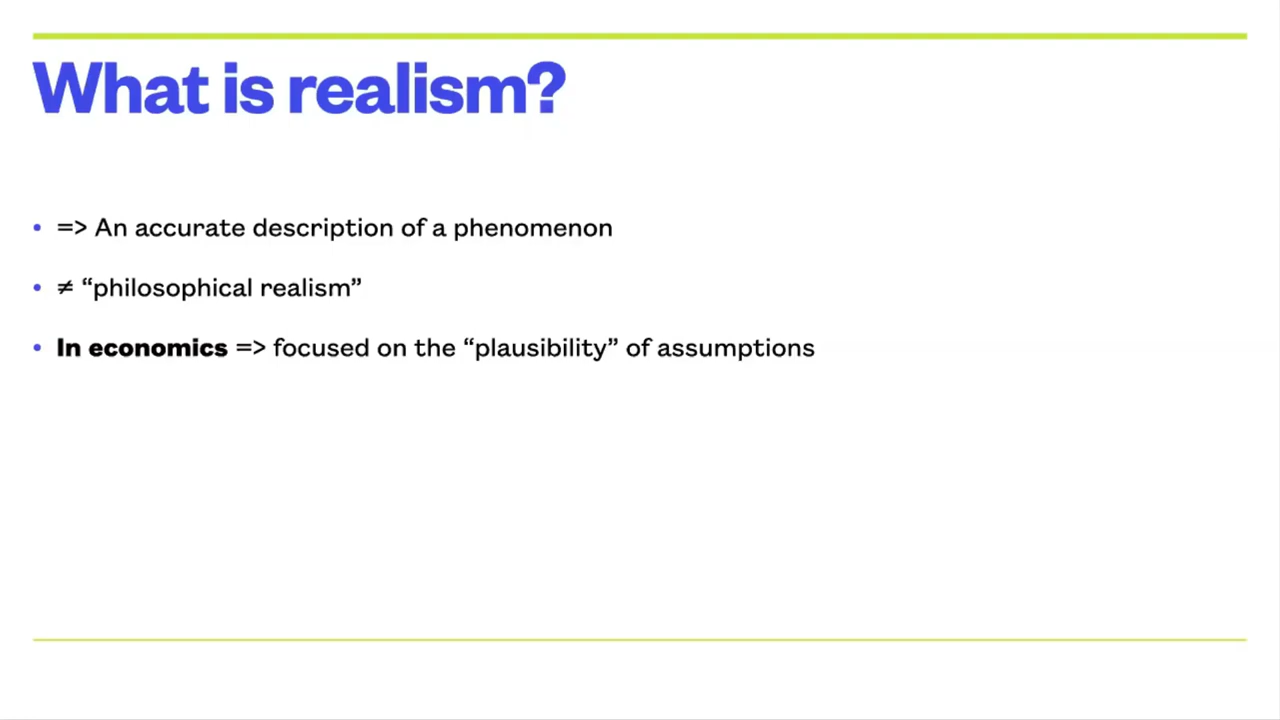 What is realism?
• => An accurate description of a phenomenon
• ≠ “philosophical realism”
• In economics => focused on the “plausibility” of assumptions